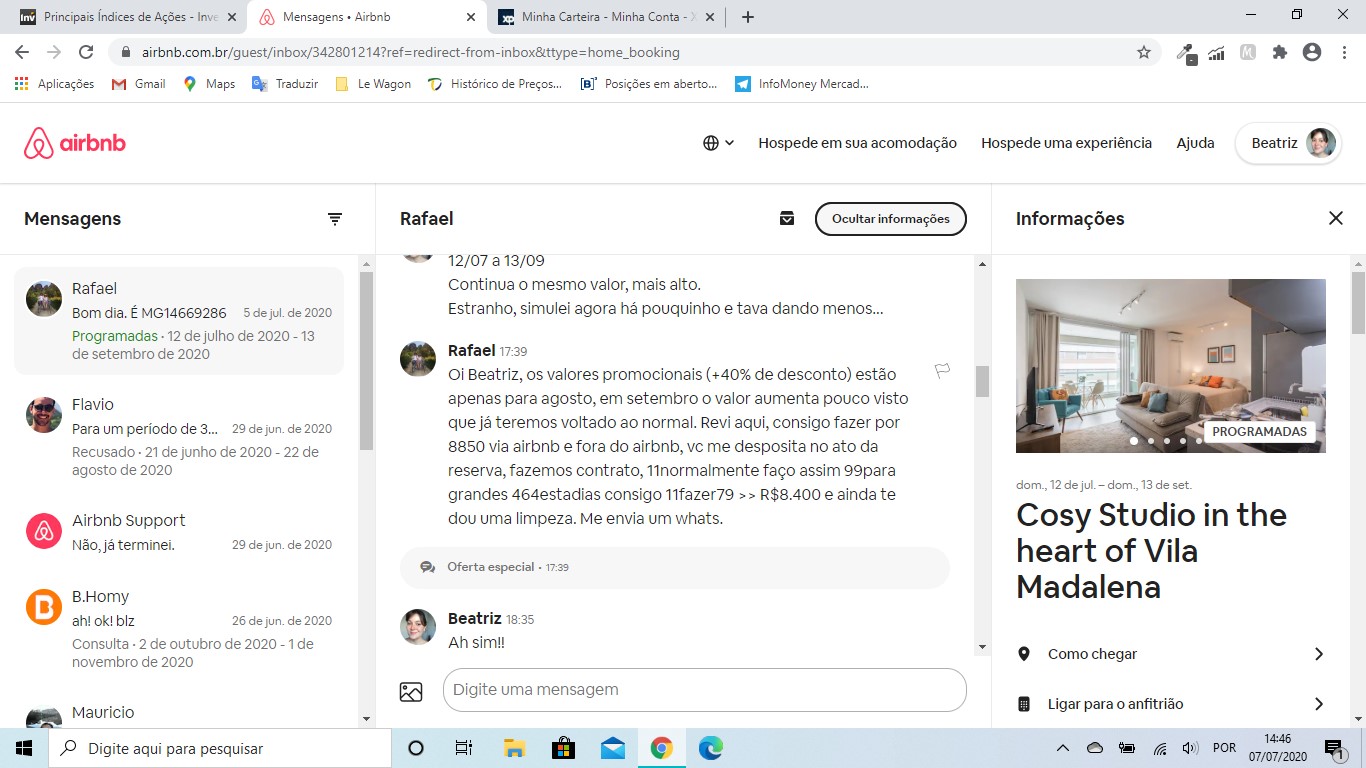 Principais Índices de Ações - Inve
Mensagens • Airbnb
Minha Carteira - Minha Conta - X
airbnb.com.br/guest/inbox/342801214?ref=redirect-from-inbox&ttype=home_booking
Aplicações
Gmail
Maps
Traduzir
Le Wagon
Histórico de Preços...
Posições em aberto...
InfoMoney Mercad...
airbnb
Hospede em sua acomodação
Hospede uma experiência
Ajuda
Beatriz
Mensagens
Rafael
Bom dia. É MG14669286 5 de jul. de 2020
Programadas · 12 de julho de 2020 - 13
de setembro de 2020
Flavio
Para um período de 3... 29 de jun. de 2020
Recusado · 21 de junho de 2020 - 22 de
agosto de 2020
Airbnb Support
Não, já terminei. 29 de jun. de 2020
B.Homy
ah! ok! blz 26 de jun. de 2020
Consulta · 2 de outubro de 2020 - 1 de
novembro de 2020
Mauricio
Rafael
Ocultar informações
12/07 a 13/09
Continua o mesmo valor, mais alto.
Estranho, simulei agora há pouquinho e tava dando menos...
Rafael 17:39
Oi Beatriz, os valores promocionais (+40% de desconto) estão
apenas para agosto, em setembro o valor aumenta pouco visto
que já teremos voltado ao normal. Revi aqui, consigo fazer por
8850 via airbnb e fora do airbnb, vc me desposita no ato da
reserva, fazemos contrato, 11normalmente faço assim 99para
grandes 464estadias consigo 11fazer79 >> R$8.400 e ainda te
dou uma limpeza. Me envia um whats.
Oferta especial • 17:39
Beatriz 18:35
Ah sim!!
Digite uma mensagem
Informações
PROGRAMADAS
dom., 12 de jul. – dom., 13 de set.
Cosy Studio in the
heart of Vila
Madalena
Como chegar
Ligar para o anfitrião
Digite aqui para pesquisar
POR
14:46
07/07/2020
1